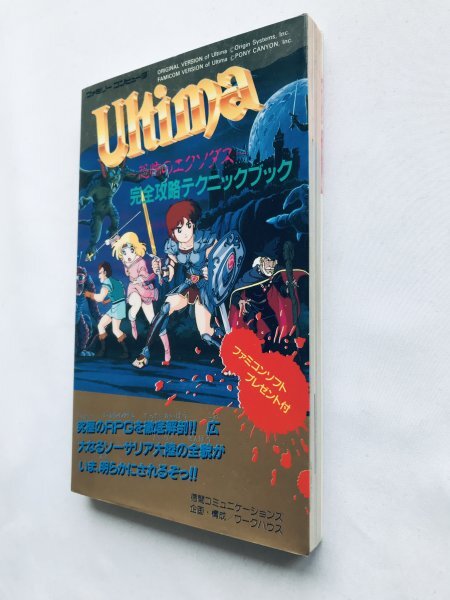 ファミリーコンピュータ
ORIGINAL VERSION of Ultima ©Origin Systems, Inc.
FAMICOM VERSION of Ultima ©PONY CANYON, Inc.
Ultima
恐怖のエクソダス
完全攻略テクニックブック
ファミコンソフト
プレゼント付
究極のRPGを徹底解剖!! 広
大なるソーサリア大陸の全貌が
いま、明らかにされるぞっ!!
徳間コミュニケーションズ
企画・構成/ワークハウス